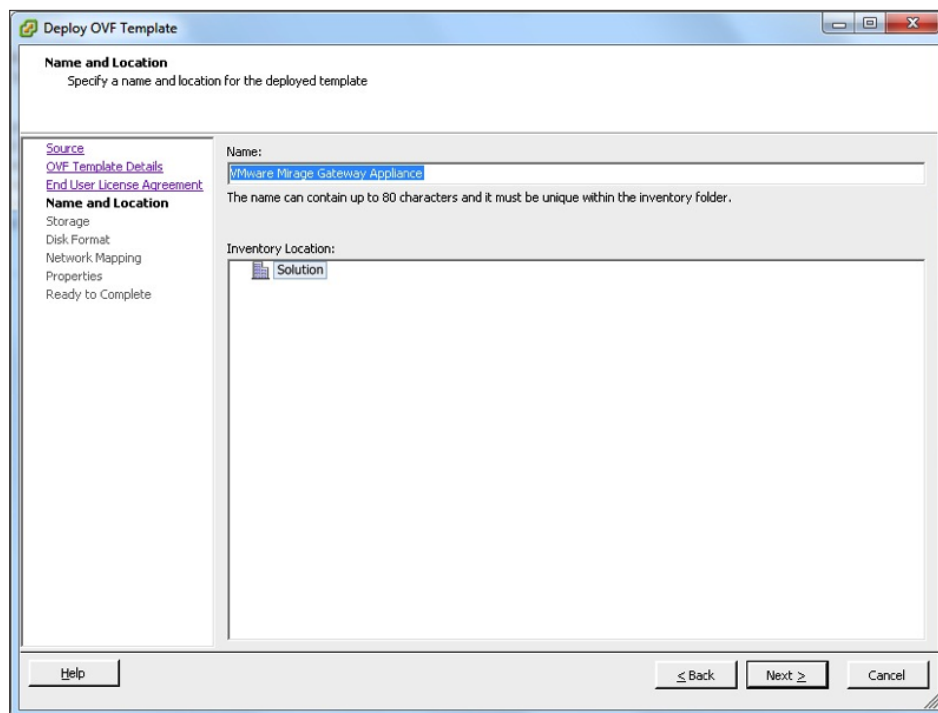 Deploy OVF Template
Name and Location
Specify a name and location for the deployed template
Source
OVF Template Details
End User License Agreement
Name and Location
Storage
Disk Format
Network Mapping
Properties
Ready to Complete
Name:
VMware Mirage Gateway Appliance
The name can contain up to 80 characters and it must be unique within the inventory folder.
Inventory Location:
Solution
Help
< Back
Next >
Cancel